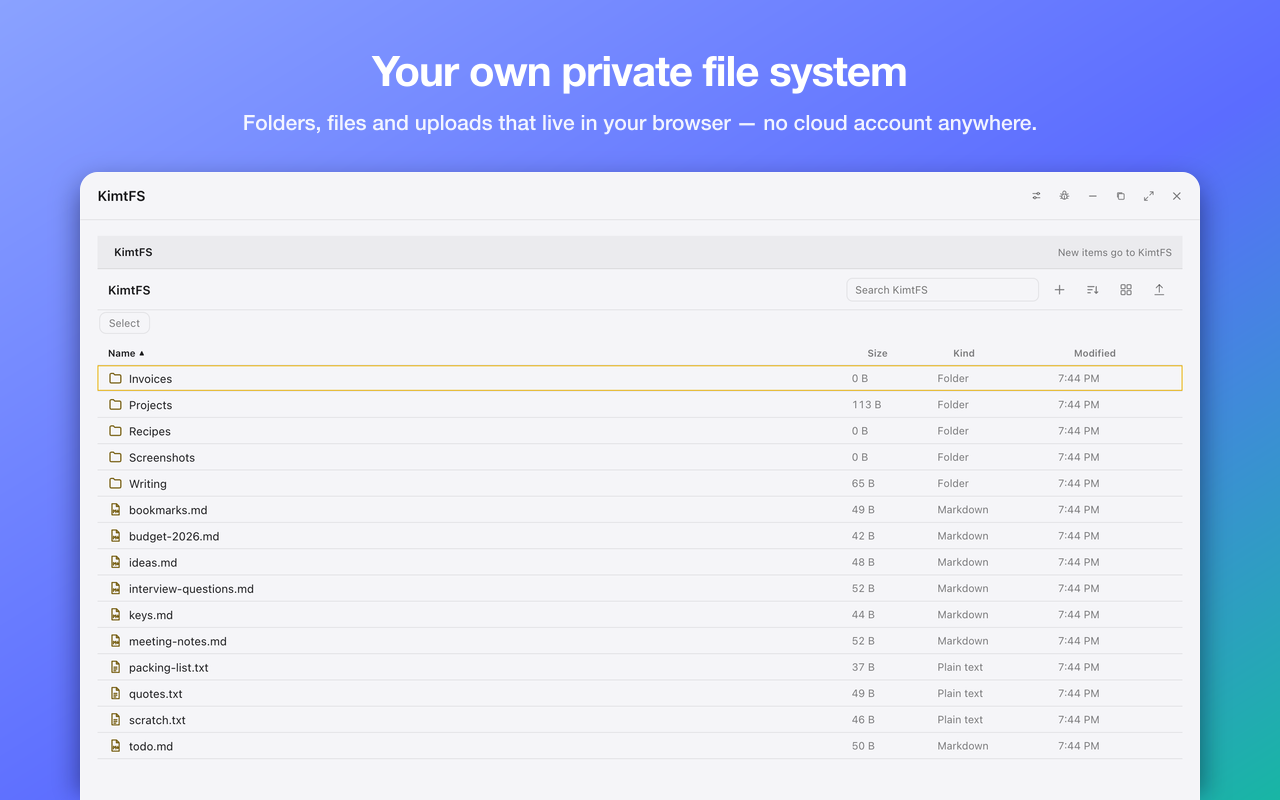 Your own private file system
Folders, files and uploads that live in your browser — no cloud account anywhere.
KimtFS
KimtFS New items go to KimtFS
KimtFS Search KimtFS
Select
Name ▲ Size Kind Modified
Invoices 0 B Folder 7:44 PM
Projects 113 B Folder 7:44 PM
Recipes 0 B Folder 7:44 PM
Screenshots 0 B Folder 7:44 PM
Writing 65 B Folder 7:44 PM
bookmarks.md 49 B Markdown 7:44 PM
budget-2026.md 42 B Markdown 7:44 PM
ideas.md 48 B Markdown 7:44 PM
interview-questions.md 52 B Markdown 7:44 PM
keys.md 44 B Markdown 7:44 PM
meeting-notes.md 52 B Markdown 7:44 PM
packing-list.txt 37 B Plain text 7:44 PM
quotes.txt 49 B Plain text 7:44 PM
scratch.txt 46 B Plain text 7:44 PM
todo.md 50 B Markdown 7:44 PM